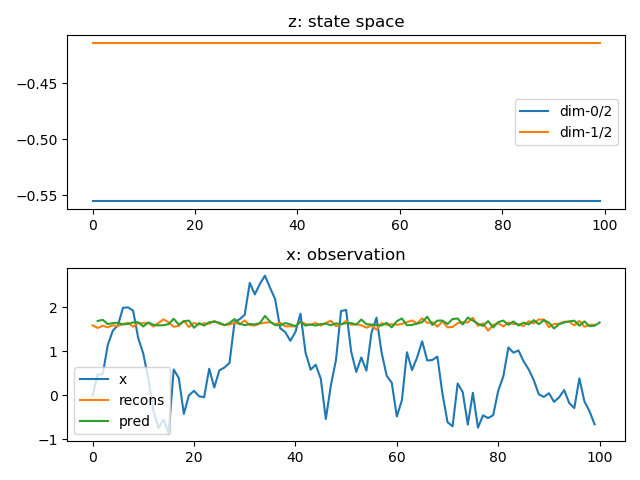 z: state space
−0.45
−0.50
−0.55
dim-0/2
dim-1/2
0
20
40
60
80
100
x: observation
2
1
0
−1
x
recons
pred
0
20
40
60
80
100